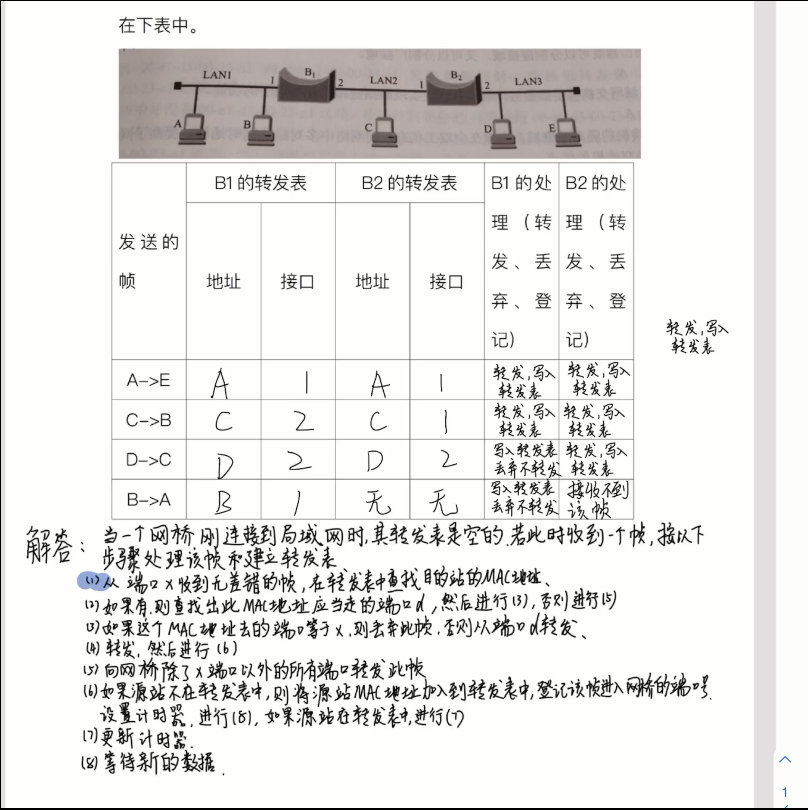 在下表中。
LAN1 1 B1 2 LAN2 1 B2 2 LAN3
A B C D E
发送的帧 B1的转发表 B2的转发表 B1的处理（转发、丢弃、登记） B2的处理（转发、丢弃、登记）
地址 接口 地址 接口
转发,写入
转发表
A->E A 1 A 1 转发,写入转发表 转发,写入转发表
C->B C 2 C 1 转发,写入转发表 转发,写入转发表
D->C D 2 D 2 写入转发表丢弃不转发 转发,写入转发表
B->A B 1 无 无 写入转发表丢弃不转发 接收不到该帧
解答：当一个网桥刚连接到局域网时,其转发表是空的.若此时收到一个帧,按以下
步骤处理该帧和建立转发表
(1)从端口x收到无差错的帧,在转发表中查找目的站的MAC地址、
(2)如果有,则查找出此MAC地址应当走的端口d,然后进行(3),否则进行(5)
(3)如果这个MAC地址去的端口等于x,则丢弃此帧,否则从端口d转发、
(4)转发,然后进行(6)
(5)向网桥除了x端口以外的所有端口转发此帧
(6)如果源站不在转发表中,则将源站MAC地址加入到转发表中,登记该帧进入网桥的端口号.
设置计时器.进行(8),如果源站在转发表中,进行(7)
(7)更新计时器.
(8)等待新的数据.
1